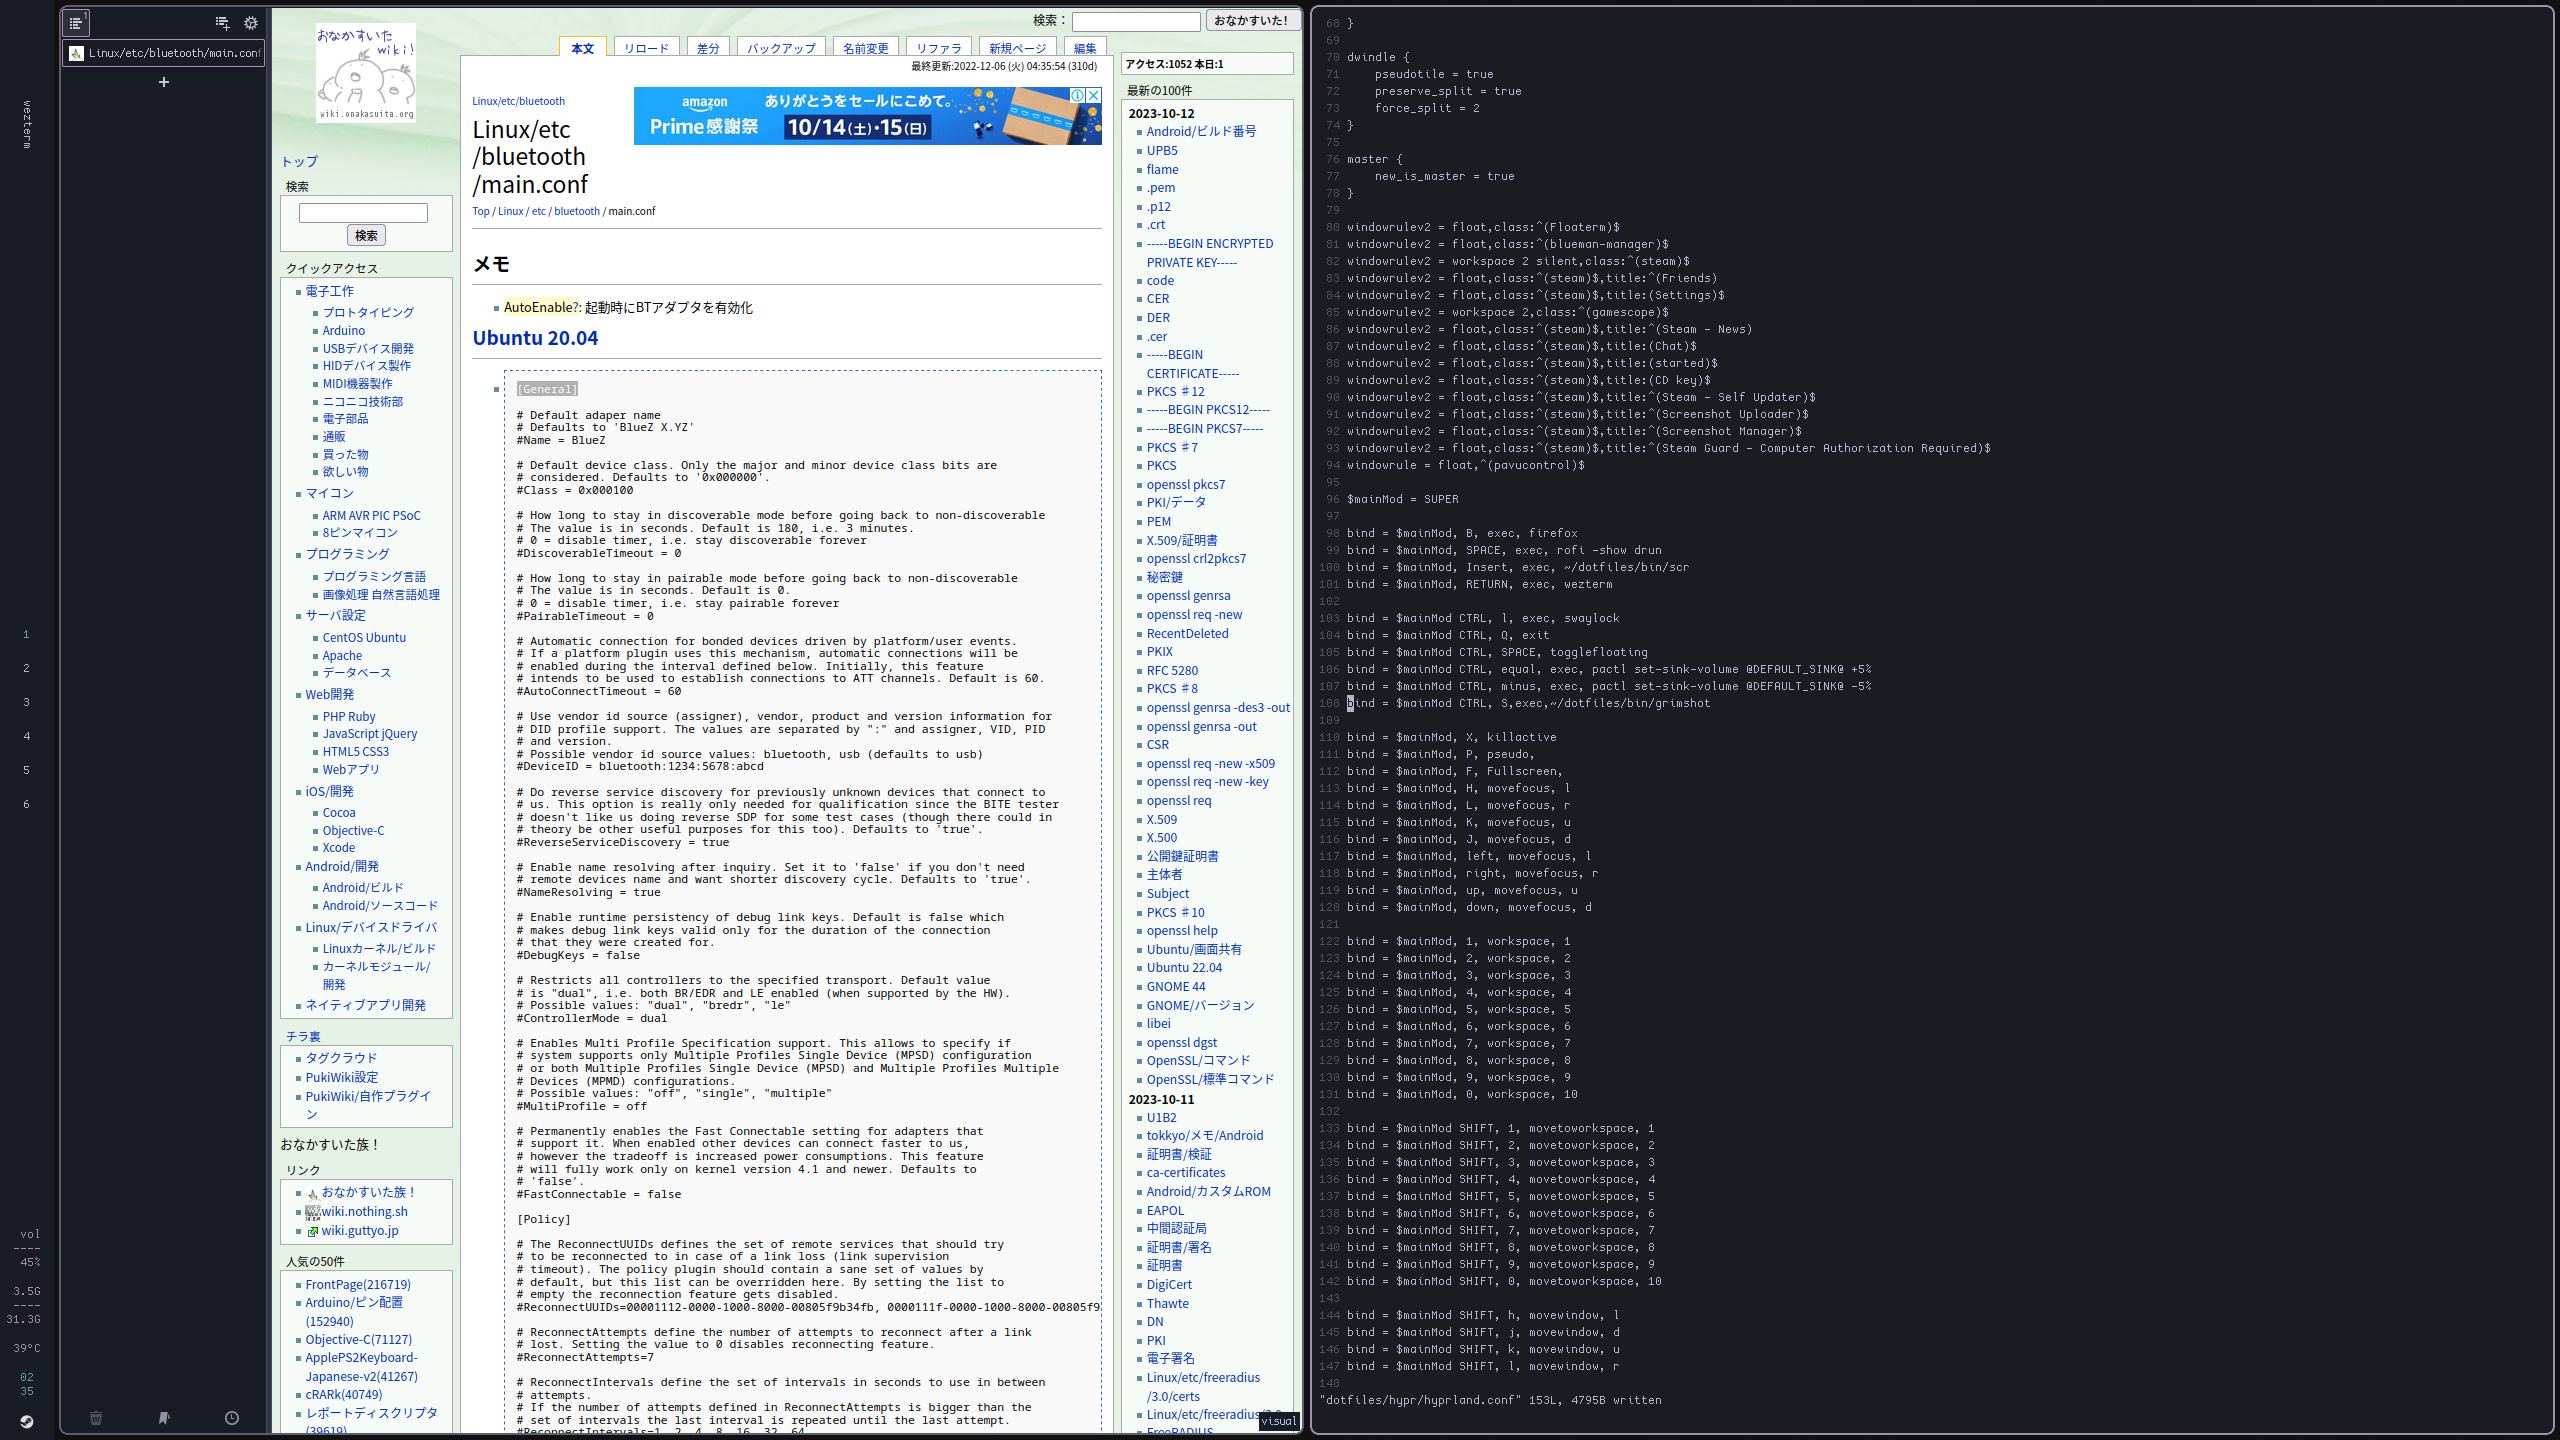 wezterm
1
2
3
4
5
6
vol
----
45%
3.5G
----
31.3G
39°C
02
35
1
Linux/etc/bluetooth/main.conf
+
おなかすいた
wiki!
wiki.onakasuita.org
トップ
検索
検索
クイックアクセス
電子工作
プロトタイピング
Arduino
USBデバイス開発
HIDデバイス製作
MIDI機器製作
ニコニコ技術部
電子部品
通販
買った物
欲しい物
マイコン
ARM AVR PIC PSoC
8ピンマイコン
プログラミング
プログラミング言語
画像処理 自然言語処理
サーバ設定
CentOS Ubuntu
Apache
データベース
Web開発
PHP Ruby
JavaScript jQuery
HTML5 CSS3
Webアプリ
iOS/開発
Cocoa
Objective-C
Xcode
Android/開発
Android/ビルド
Android/ソースコード
Linux/デバイスドライバ
Linuxカーネル/ビルド
カーネルモジュール/
開発
ネイティブアプリ開発
チラ裏
タグクラウド
PukiWiki設定
PukiWiki/自作プラグイ
ン
おなかすいた族！
リンク
おなかすいた族！
wiki.nothing.sh
wiki.guttyo.jp
人気の50件
FrontPage(216719)
Arduino/ピン配置
(152940)
Objective-C(71127)
ApplePS2Keyboard-
Japanese-v2(41267)
cRARk(40749)
レポートディスクリプタ
(39619)
検索：
おなかすいた!
本文 リロード 差分 バックアップ 名前変更 リファラ 新規ページ 編集
最終更新:2022-12-06 (火) 04:35:54 (310d)
Linux/etc/bluetooth
amazon
Prime感謝祭
ありがとうをセールにこめて。
10/14(土)・15(日)
Linux/etc
/bluetooth
/main.conf
Top / Linux / etc / bluetooth / main.conf
メモ
AutoEnable?: 起動時にBTアダプタを有効化
Ubuntu 20.04
[General]
# Default adaper name
# Defaults to 'BlueZ X.YZ'
#Name = BlueZ
# Default device class. Only the major and minor device class bits are
# considered. Defaults to '0x000000'.
#Class = 0x000100
# How long to stay in discoverable mode before going back to non-discoverable
# The value is in seconds. Default is 180, i.e. 3 minutes.
# 0 = disable timer, i.e. stay discoverable forever
#DiscoverableTimeout = 0
# How long to stay in pairable mode before going back to non-discoverable
# The value is in seconds. Default is 0.
# 0 = disable timer, i.e. stay pairable forever
#PairableTimeout = 0
# Automatic connection for bonded devices driven by platform/user events.
# If a platform plugin uses this mechanism, automatic connections will be
# enabled during the interval defined below. Initially, this feature
# intends to be used to establish connections to ATT channels. Default is 60.
#AutoConnectTimeout = 60
# Use vendor id source (assigner), vendor, product and version information for
# DID profile support. The values are separated by ":" and assigner, VID, PID
# and version.
# Possible vendor id source values: bluetooth, usb (defaults to usb)
#DeviceID = bluetooth:1234:5678:abcd
# Do reverse service discovery for previously unknown devices that connect to
# us. This option is really only needed for qualification since the BITE tester
# doesn't like us doing reverse SDP for some test cases (though there could in
# theory be other useful purposes for this too). Defaults to 'true'.
#ReverseServiceDiscovery = true
# Enable name resolving after inquiry. Set it to 'false' if you don't need
# remote devices name and want shorter discovery cycle. Defaults to 'true'.
#NameResolving = true
# Enable runtime persistency of debug link keys. Default is false which
# makes debug link keys valid only for the duration of the connection
# that they were created for.
#DebugKeys = false
# Restricts all controllers to the specified transport. Default value
# is "dual", i.e. both BR/EDR and LE enabled (when supported by the HW).
# Possible values: "dual", "bredr", "le"
#ControllerMode = dual
# Enables Multi Profile Specification support. This allows to specify if
# system supports only Multiple Profiles Single Device (MPSD) configuration
# or both Multiple Profiles Single Device (MPSD) and Multiple Profiles Multiple
# Devices (MPMD) configurations.
# Possible values: "off", "single", "multiple"
#MultiProfile = off
# Permanently enables the Fast Connectable setting for adapters that
# support it. When enabled other devices can connect faster to us,
# however the tradeoff is increased power consumptions. This feature
# will fully work only on kernel version 4.1 and newer. Defaults to
# 'false'.
#FastConnectable = false
[Policy]
# The ReconnectUUIDs defines the set of remote services that should try
# to be reconnected to in case of a link loss (link supervision
# timeout). The policy plugin should contain a sane set of values by
# default, but this list can be overridden here. By setting the list to
# empty the reconnection feature gets disabled.
#ReconnectUUIDs=00001112-0000-1000-8000-00805f9b34fb, 0000111f-0000-1000-8000-00805f9
# ReconnectAttempts define the number of attempts to reconnect after a link
# lost. Setting the value to 0 disables reconnecting feature.
#ReconnectAttempts=7
# ReconnectIntervals define the set of intervals in seconds to use in between
# attempts.
# If the number of attempts defined in ReconnectAttempts is bigger than the
# set of intervals the last interval is repeated until the last attempt.
#ReconnectIntervals=1, 2, 4, 8, 16, 32, 64
アクセス:1052 本日:1
最新の100件
2023-10-12
Android/ビルド番号
UPB5
flame
.pem
.p12
.crt
-----BEGIN ENCRYPTED
PRIVATE KEY-----
code
CER
DER
.cer
-----BEGIN
CERTIFICATE-----
PKCS ＃12
-----BEGIN PKCS12-----
-----BEGIN PKCS7-----
PKCS ＃7
PKCS
openssl pkcs7
PKI/データ
PEM
X.509/証明書
openssl crl2pkcs7
秘密鍵
openssl genrsa
openssl req -new
RecentDeleted
PKIX
RFC 5280
PKCS ＃8
openssl genrsa -des3 -out
openssl genrsa -out
CSR
openssl req -new -x509
openssl req -new -key
openssl req
X.509
X.500
公開鍵証明書
主体者
Subject
PKCS ＃10
openssl help
Ubuntu/画面共有
Ubuntu 22.04
GNOME 44
GNOME/バージョン
libei
openssl dgst
OpenSSL/コマンド
OpenSSL/標準コマンド
2023-10-11
U1B2
tokkyo/メモ/Android
証明書/検証
ca-certificates
Android/カスタムROM
EAPOL
中間認証局
証明書/署名
証明書
DigiCert
Thawte
DN
PKI
電子署名
Linux/etc/freeradius
/3.0/certs
Linux/etc/freeradius/3.0
FreeRADIUS
visual
68 }
69
70 dwindle {
71     pseudotile = true
72     preserve_split = true
73     force_split = 2
74 }
75
76 master {
77     new_is_master = true
78 }
79
80 windowrulev2 = float,class:^(Floaterm)$
81 windowrulev2 = float,class:^(blueman-manager)$
82 windowrulev2 = workspace 2 silent,class:^(steam)$
83 windowrulev2 = float,class:^(steam)$,title:^(Friends)
84 windowrulev2 = float,class:^(steam)$,title:(Settings)$
85 windowrulev2 = workspace 2,class:^(gamescope)$
86 windowrulev2 = float,class:^(steam)$,title:^(Steam - News)
87 windowrulev2 = float,class:^(steam)$,title:(Chat)$
88 windowrulev2 = float,class:^(steam)$,title:(started)$
89 windowrulev2 = float,class:^(steam)$,title:(CD key)$
90 windowrulev2 = float,class:^(steam)$,title:^(Steam - Self Updater)$
91 windowrulev2 = float,class:^(steam)$,title:^(Screenshot Uploader)$
92 windowrulev2 = float,class:^(steam)$,title:^(Screenshot Manager)$
93 windowrulev2 = float,class:^(steam)$,title:^(Steam Guard - Computer Authorization Required)$
94 windowrule = float,^(pavucontrol)$
95
96 $mainMod = SUPER
97
98 bind = $mainMod, B, exec, firefox
99 bind = $mainMod, SPACE, exec, rofi -show drun
100 bind = $mainMod, Insert, exec, ~/dotfiles/bin/scr
101 bind = $mainMod, RETURN, exec, wezterm
102
103 bind = $mainMod CTRL, l, exec, swaylock
104 bind = $mainMod CTRL, Q, exit
105 bind = $mainMod CTRL, SPACE, togglefloating
106 bind = $mainMod CTRL, equal, exec, pactl set-sink-volume @DEFAULT_SINK@ +5%
107 bind = $mainMod CTRL, minus, exec, pactl set-sink-volume @DEFAULT_SINK@ -5%
108 bind = $mainMod CTRL, S,exec,~/dotfiles/bin/grimshot
109
110 bind = $mainMod, X, killactive
111 bind = $mainMod, P, pseudo,
112 bind = $mainMod, F, Fullscreen,
113 bind = $mainMod, H, movefocus, l
114 bind = $mainMod, L, movefocus, r
115 bind = $mainMod, K, movefocus, u
116 bind = $mainMod, J, movefocus, d
117 bind = $mainMod, left, movefocus, l
118 bind = $mainMod, right, movefocus, r
119 bind = $mainMod, up, movefocus, u
120 bind = $mainMod, down, movefocus, d
121
122 bind = $mainMod, 1, workspace, 1
123 bind = $mainMod, 2, workspace, 2
124 bind = $mainMod, 3, workspace, 3
125 bind = $mainMod, 4, workspace, 4
126 bind = $mainMod, 5, workspace, 5
127 bind = $mainMod, 6, workspace, 6
128 bind = $mainMod, 7, workspace, 7
129 bind = $mainMod, 8, workspace, 8
130 bind = $mainMod, 9, workspace, 9
131 bind = $mainMod, 0, workspace, 10
132
133 bind = $mainMod SHIFT, 1, movetoworkspace, 1
134 bind = $mainMod SHIFT, 2, movetoworkspace, 2
135 bind = $mainMod SHIFT, 3, movetoworkspace, 3
136 bind = $mainMod SHIFT, 4, movetoworkspace, 4
137 bind = $mainMod SHIFT, 5, movetoworkspace, 5
138 bind = $mainMod SHIFT, 6, movetoworkspace, 6
139 bind = $mainMod SHIFT, 7, movetoworkspace, 7
140 bind = $mainMod SHIFT, 8, movetoworkspace, 8
141 bind = $mainMod SHIFT, 9, movetoworkspace, 9
142 bind = $mainMod SHIFT, 0, movetoworkspace, 10
143
144 bind = $mainMod SHIFT, h, movewindow, l
145 bind = $mainMod SHIFT, j, movewindow, d
146 bind = $mainMod SHIFT, k, movewindow, u
147 bind = $mainMod SHIFT, l, movewindow, r
148
"dotfiles/hypr/hyprland.conf" 153L, 4795B written